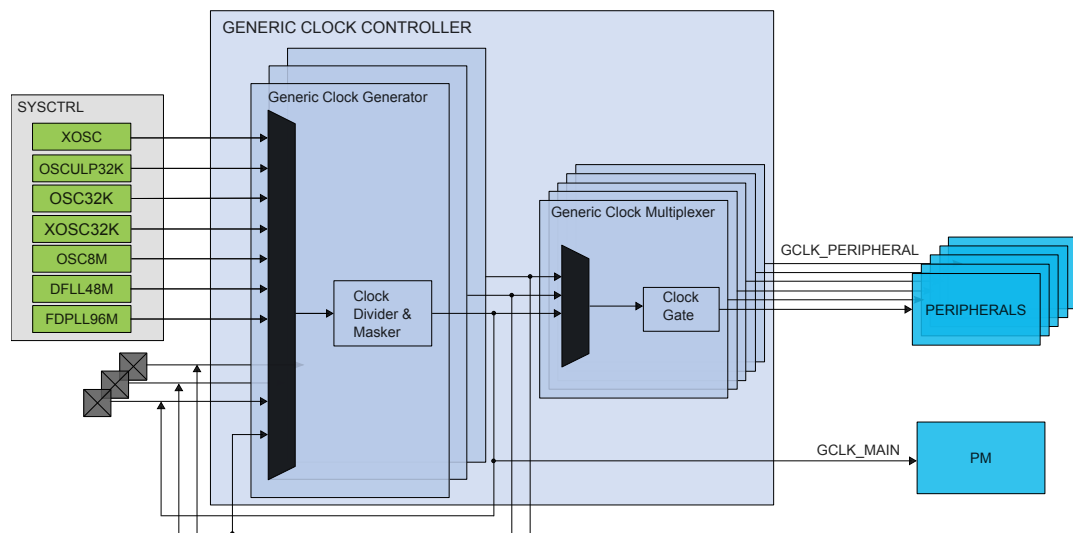 GENERIC CLOCK CONTROLLER
Generic Clock Generator
SYSCTRL
XOSC
OSCULP32K
OSC32K
XOSC32K
OSC8M
DFLL48M
FDPLL96M
Clock
Divider &
Masker
Generic Clock Multiplexer
Clock
Gate
GCLK_PERIPHERAL
PERIPHERALS
GCLK_MAIN
PM